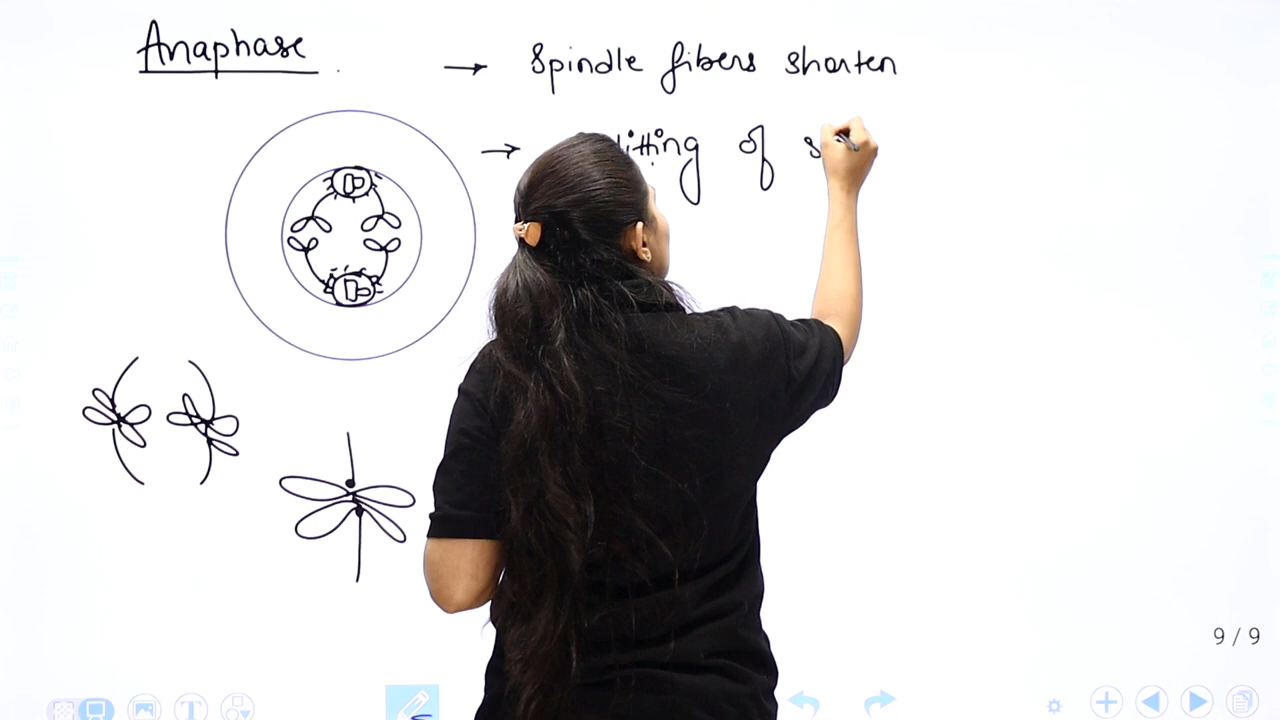 Anaphase
→ Spindle fibers shorten
→ of
9 / 9
T